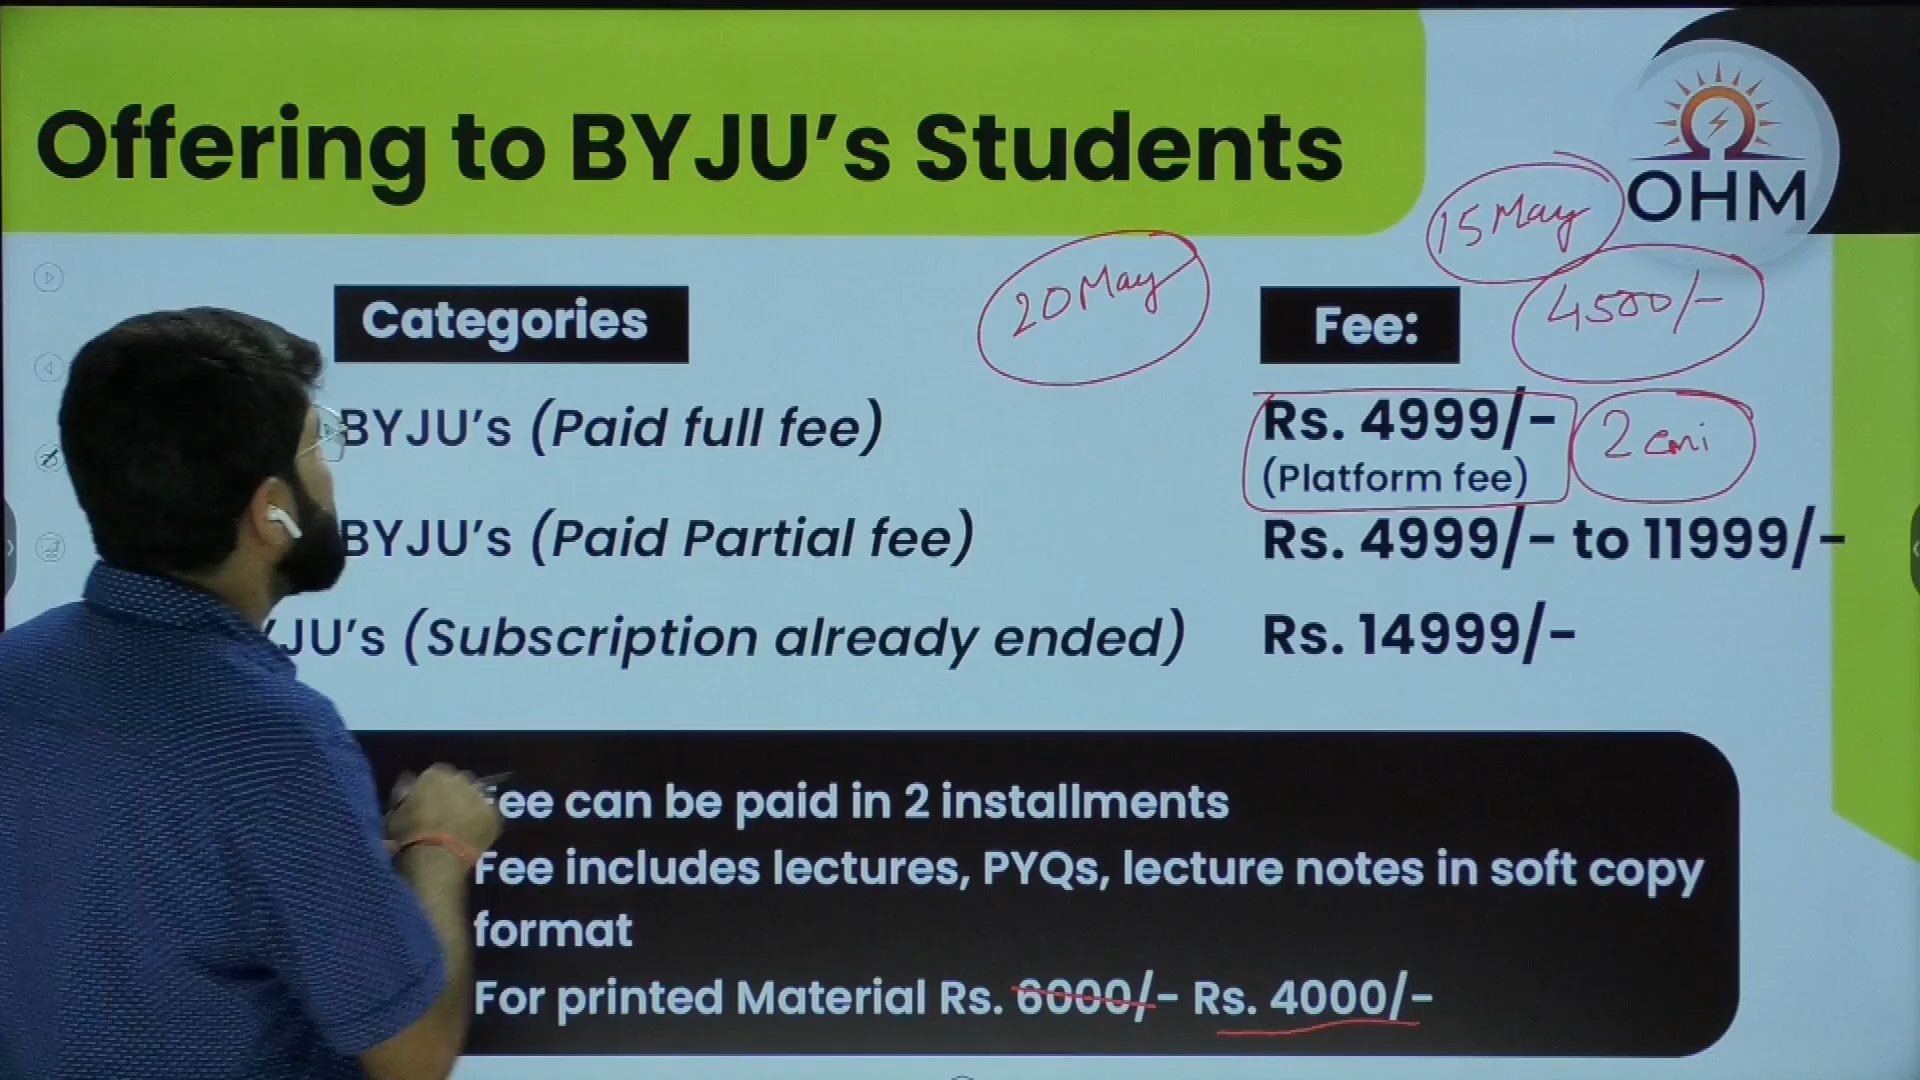 Offering to BYJU's Students
OHM
15 May
20 May
Categories
Fee:
4500/-
BYJU's (Paid full fee)
Rs. 4999/-
(Platform fee)
2 emi
BYJU's (Paid Partial fee)
Rs. 4999/- to 11999/-
YJU's (Subscription already ended)
Rs. 14999/-
Fee can be paid in 2 installments
Fee includes lectures, PYQs, lecture notes in soft copy
format
For printed Material Rs. 6000/- Rs. 4000/-